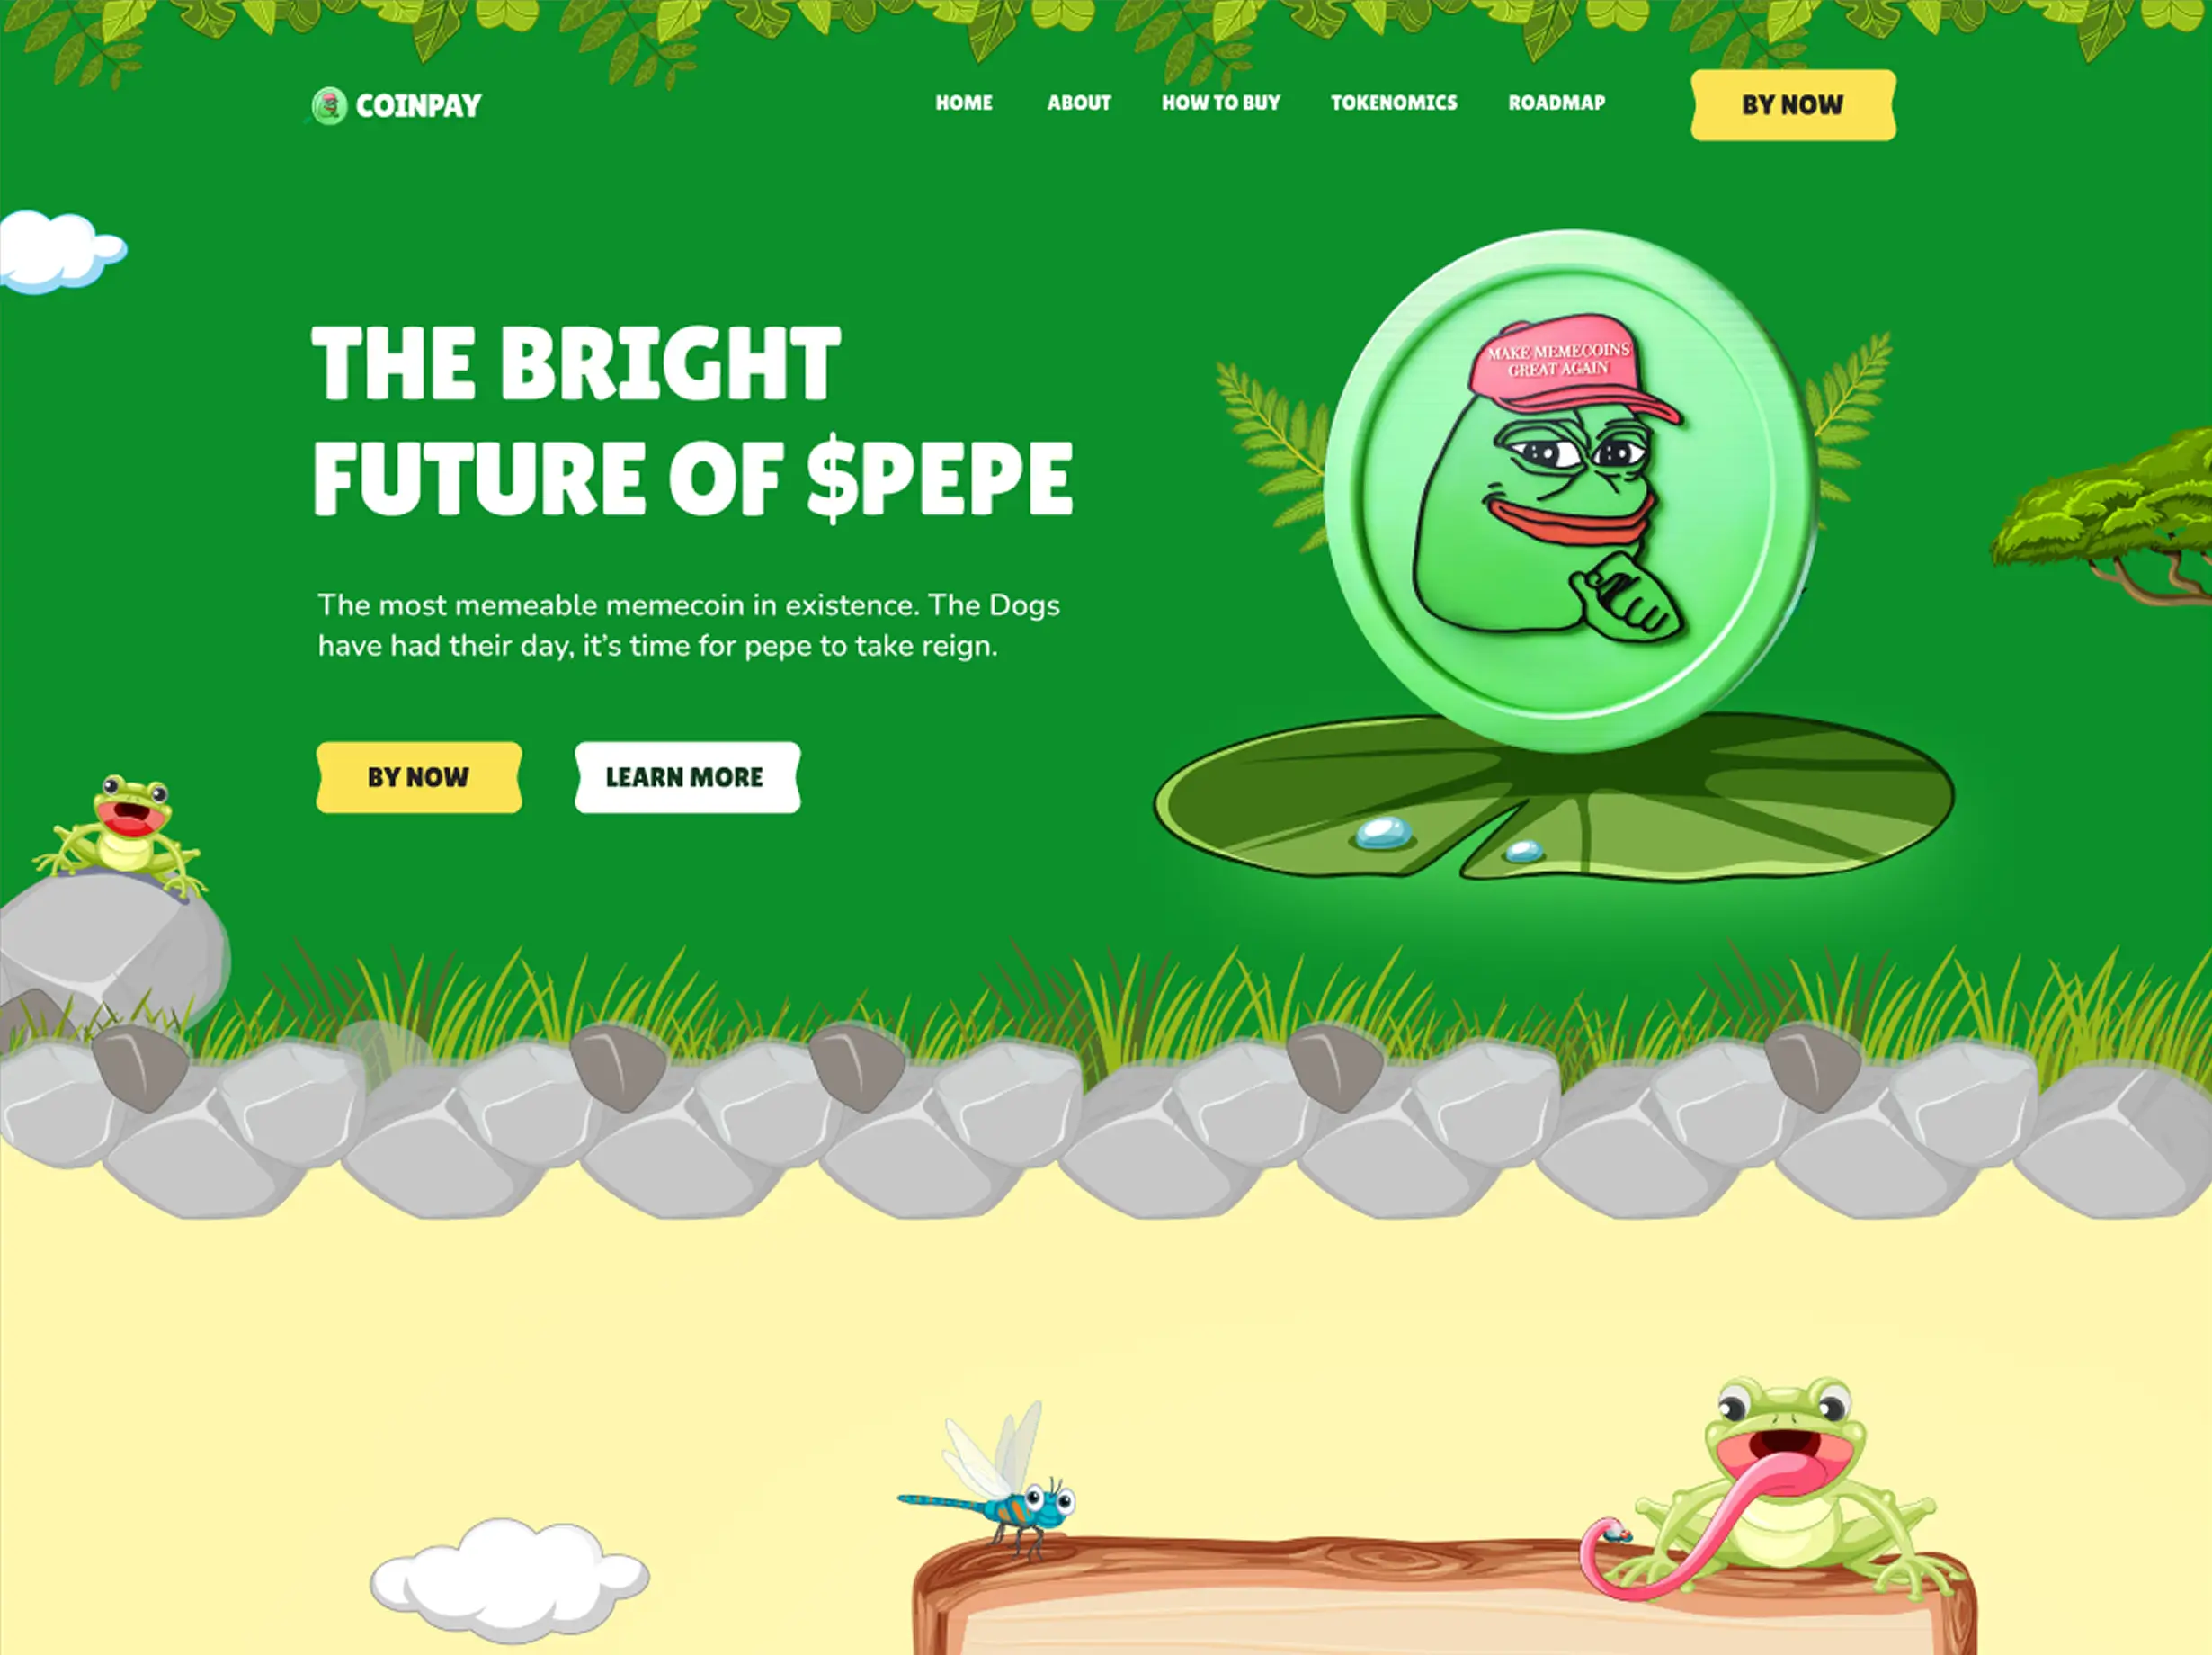 COINPAY
HOME
ABOUT
HOW TO BUY
TOKENOMICS
ROADMAP
BY NOW
THE BRIGHT
FUTURE OF $PEPE
MAKE MEMECOINS
GREAT AGAIN
The most memeable memecoin in existence. The Dogs
have had their day, it’s time for pepe to take reign.
BY NOW
LEARN MORE